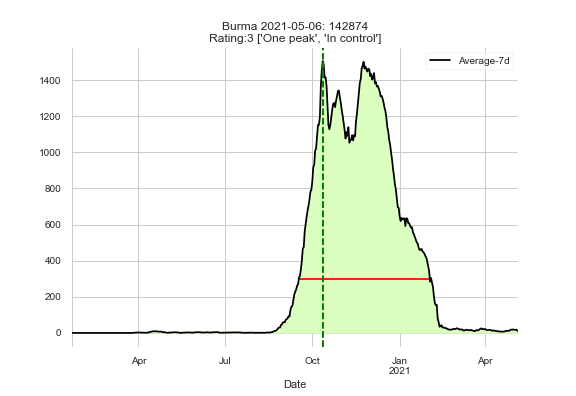 Burma 2021-05-06: 142874
Rating:3 ['One peak', 'In control']
Average-7d
1400
1200
1000
800
600
400
200
0
Apr
Jul
Oct
Jan
2021
Apr
Date